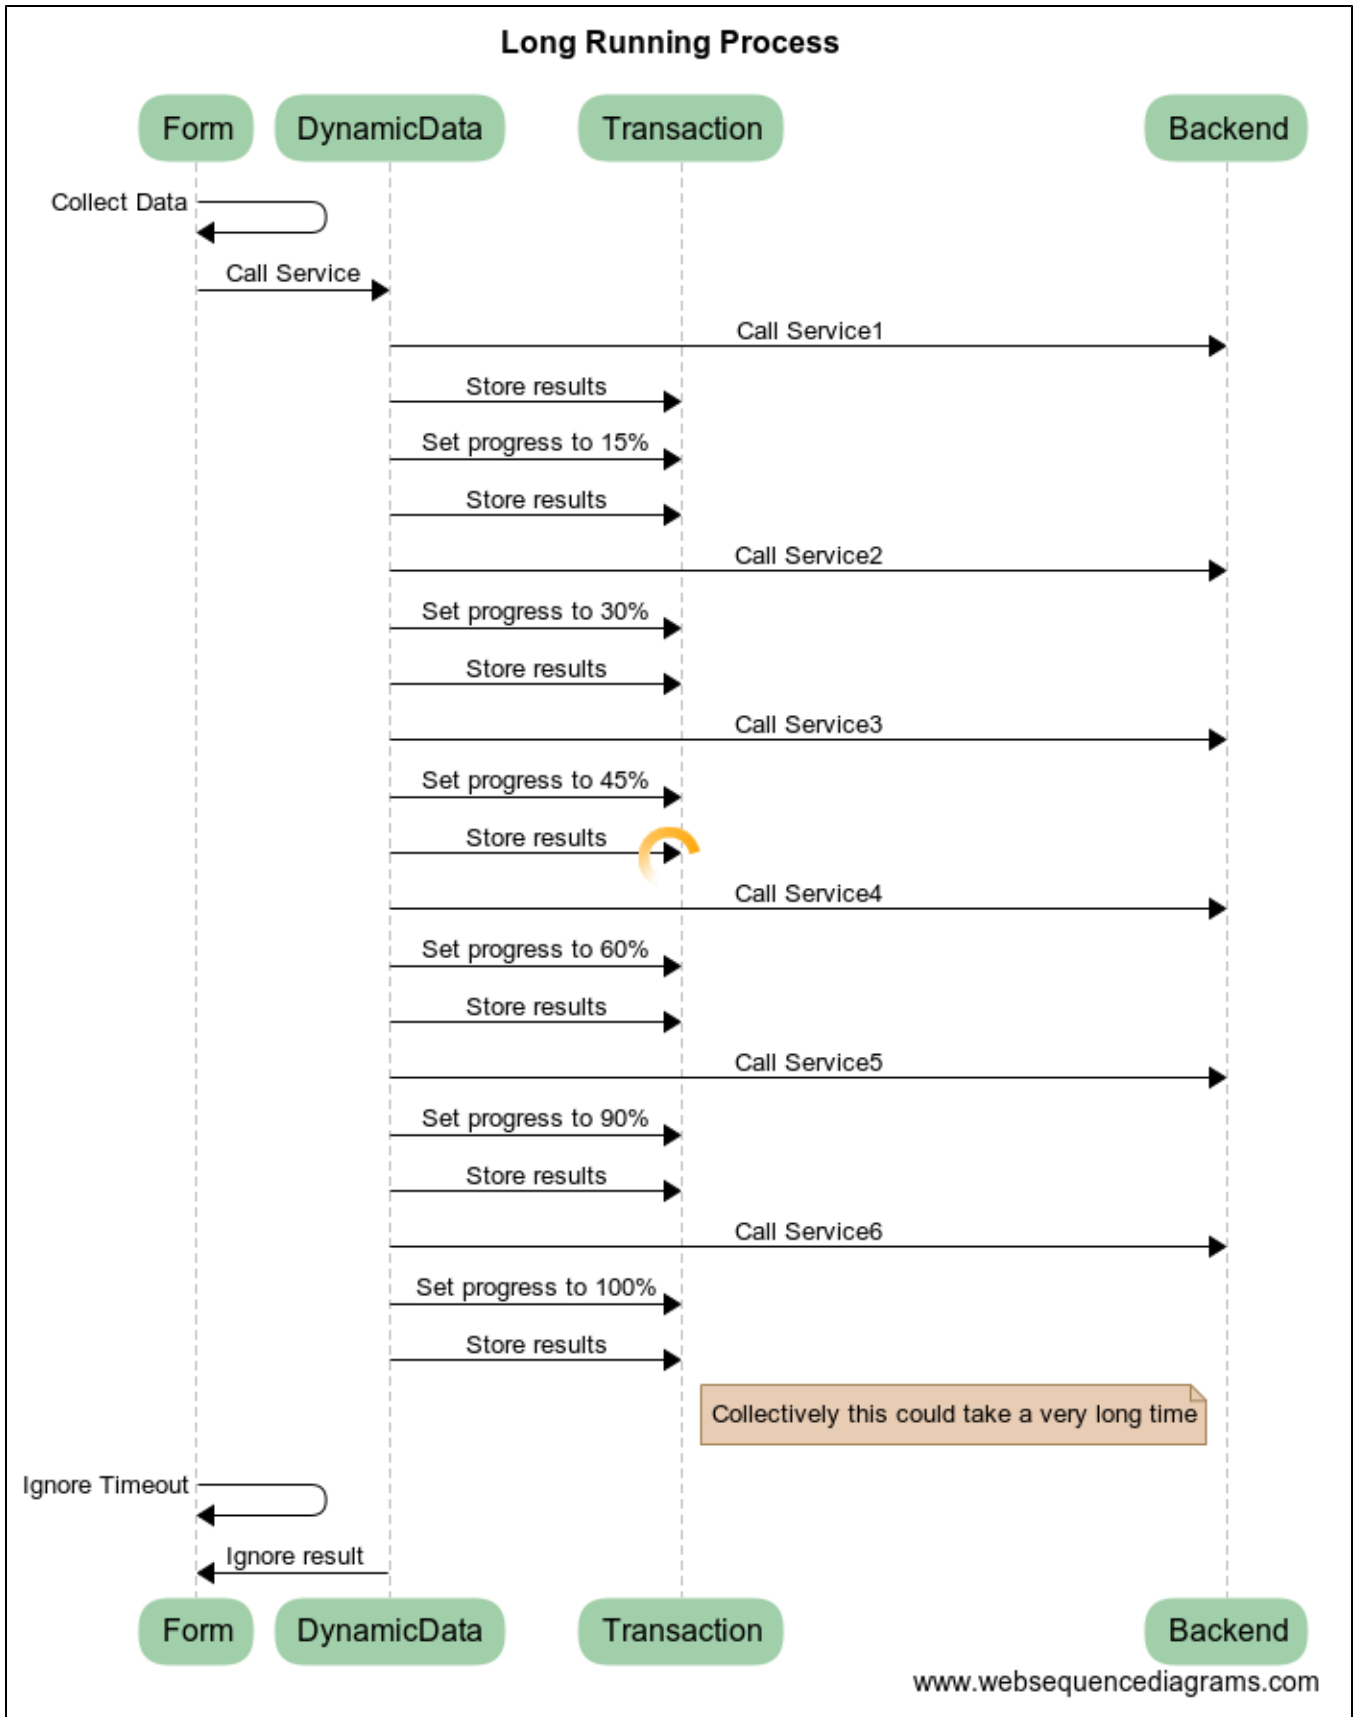 Long Running Process
Form DynamicData Transaction Backend
Collect Data
Call Service
Call Service1
Store results
Set progress to 15%
Store results
Call Service2
Set progress to 30%
Store results
Call Service3
Set progress to 45%
Store results
Call Service4
Set progress to 60%
Store results
Call Service5
Set progress to 90%
Store results
Call Service6
Set progress to 100%
Store results
Collectively this could take a very long time
Ignore Timeout
Ignore result
Form DynamicData Transaction Backend
www.websequencediagrams.com